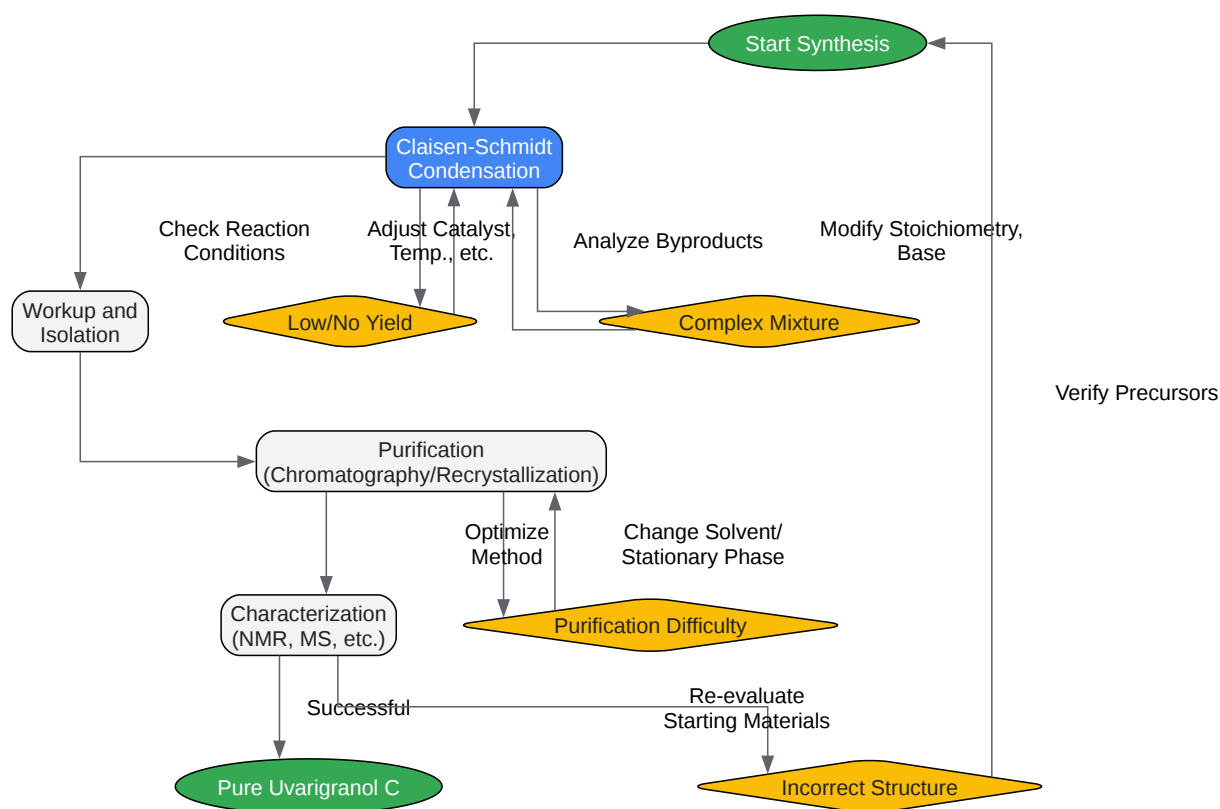 Start Synthesis
Claisen-Schmidt
Condensation
Check Reaction
Conditions
Adjust Catalyst,
Temp., etc.
Analyze Byproducts
Modify Stoichiometry,
Base
Workup and
Isolation
Low/No Yield
Complex Mixture
Verify Precursors
Purification
(Chromatography/Recrystallization)
Optimize
Method
Change Solvent/
Stationary Phase
Characterization
(NMR, MS, etc.)
Purification Difficulty
Successful
Re-evaluate
Starting Materials
Pure Uvarigranol C
Incorrect Structure